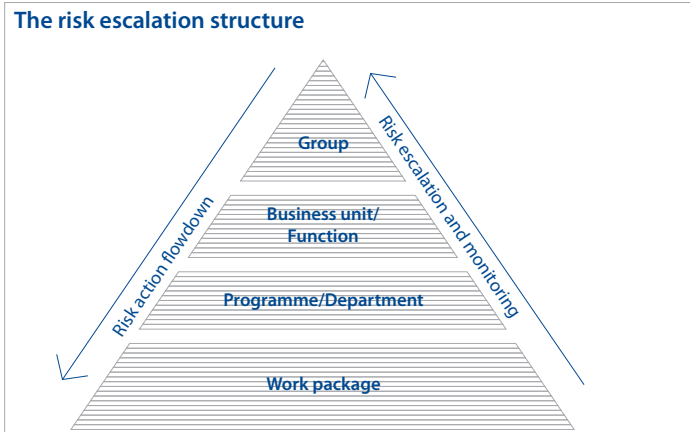 The risk escalation structure
Group
Risk escalation and monitoring
Risk action flowdown
Business unit/
Function
Programme/Department
Work package